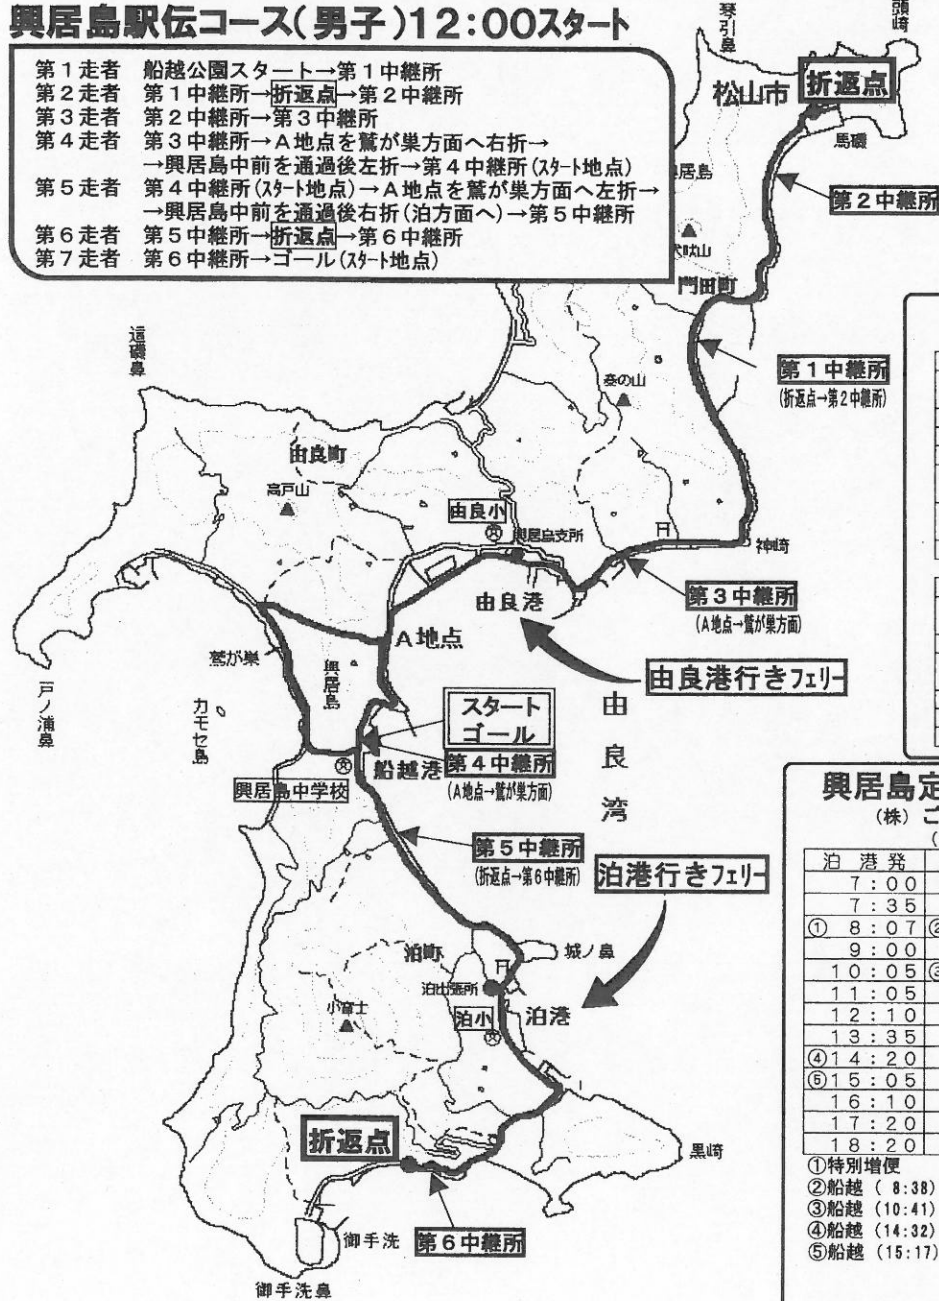 興居島駅伝コース(男子)12:00スタート
第1走者 船越公園スタート→第1中継所
第2走者 第1中継所→折返点→第2中継所
第3走者 第2中継所→第3中継所
第4走者 第3中継所→A地点を鷲が巣方面へ右折→
→興居島中前を通過後左折→第4中継所(スタート地点)
第5走者 第4中継所(スタート地点)→A地点を鷲が巣方面へ左折→
→興居島中前を通過後右折(泊方面へ)→第5中継所
第6走者 第5中継所→折返点→第6中継所
第7走者 第6中継所→ゴール(スタート地点)
琴引鼻
頭崎
松山市
折返点
馬磯
居島
第2中継所
門田町
第1中継所
(折返点→第2中継所)
由良町
高戸山
由良小
興居島支所
神崎
第3中継所
(A地点→鷲が巣方面)
由良港
A地点
由良港行きフェリー
鷲が巣
興居島
戸ノ浦鼻
カモセ島
スタート
ゴール
由良湾
船越港
第4中継所
(A地点→鷲が巣方面)
興居島中学校
第5中継所
(折返点→第6中継所)
泊港行きフェリー
泊町
城ノ鼻
泊出張所
泊小
泊港
小富士
折返点
黒崎
御手洗
第6中継所
御手洗鼻
興居島定
(株)ご
(
泊港発
7:00
7:35
① 8:07 ②
9:00
10:05 ③
11:05
12:10
13:35
④14:20
⑤15:05
16:10
17:20
18:20
①特別増便
②船越 ( 8:38)
③船越 (10:41)
④船越 (14:32)
⑤船越 (15:17)